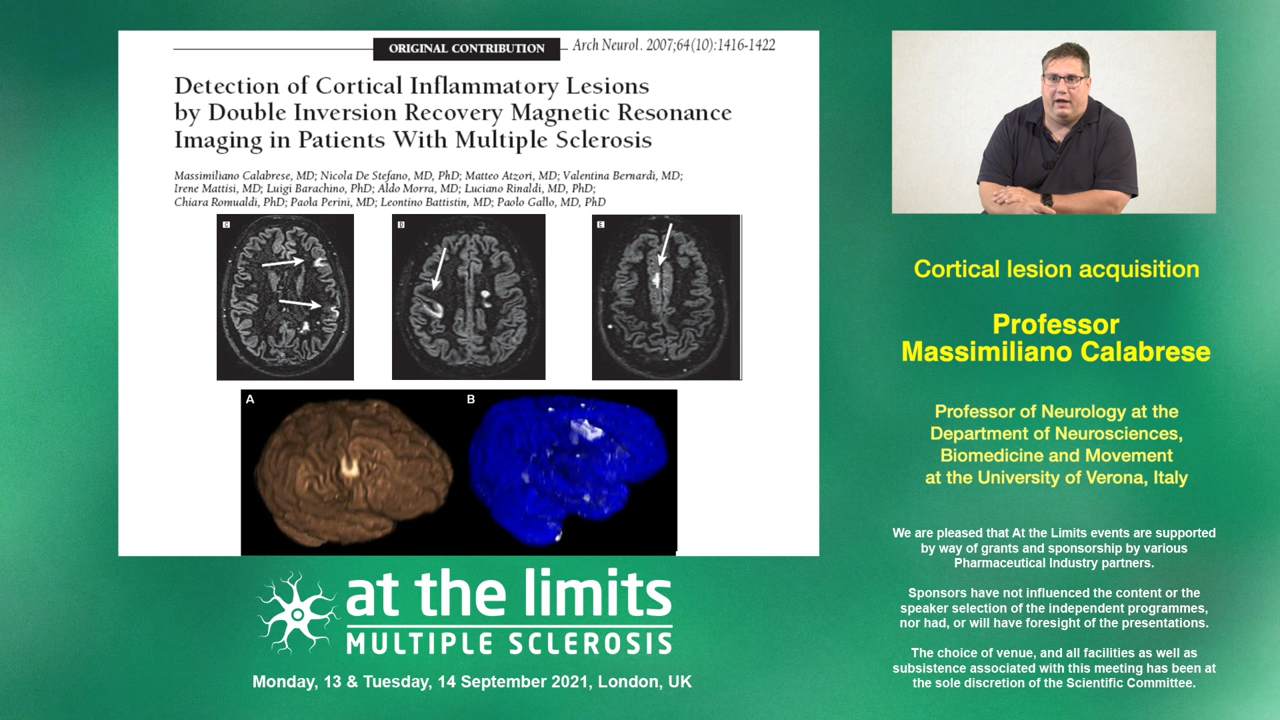 ORIGINAL CONTRIBUTION
Arch Neurol. 2007;64(10):1416-1422
Detection of Cortical Inflammatory Lesions
by Double Inversion Recovery Magnetic Resonance
Imaging in Patients With Multiple Sclerosis
Massimiliano Calabrese, MD; Nicola De Stefano, MD, PhD; Matteo Atzori, MD; Valentina Bernardi, MD;
Irene Mattisi, MD; Luigi Barachino, PhD; Aldo Morra, MD; Luciano Rinaldi, MD, PhD;
Chiara Romualdi, PhD; Paola Perini, MD; Leontino Battistin, MD; Paolo Gallo, MD, PhD
C
D
E
A
B
at the limits
MULTIPLE SCLEROSIS
Monday, 13 & Tuesday, 14 September 2021, London, UK
Cortical lesion acquisition
Professor
Massimiliano Calabrese
Professor of Neurology at the
Department of Neurosciences,
Biomedicine and Movement
at the University of Verona, Italy
We are pleased that At the Limits events are supported
by way of grants and sponsorship by various
Pharmaceutical Industry partners.
Sponsors have not influenced the content or the
speaker selection of the independent programmes,
nor had, or will have foresight of the presentations.
The choice of venue, and all facilities as well as
subsistence associated with this meeting has been at
the sole discretion of the Scientific Committee.